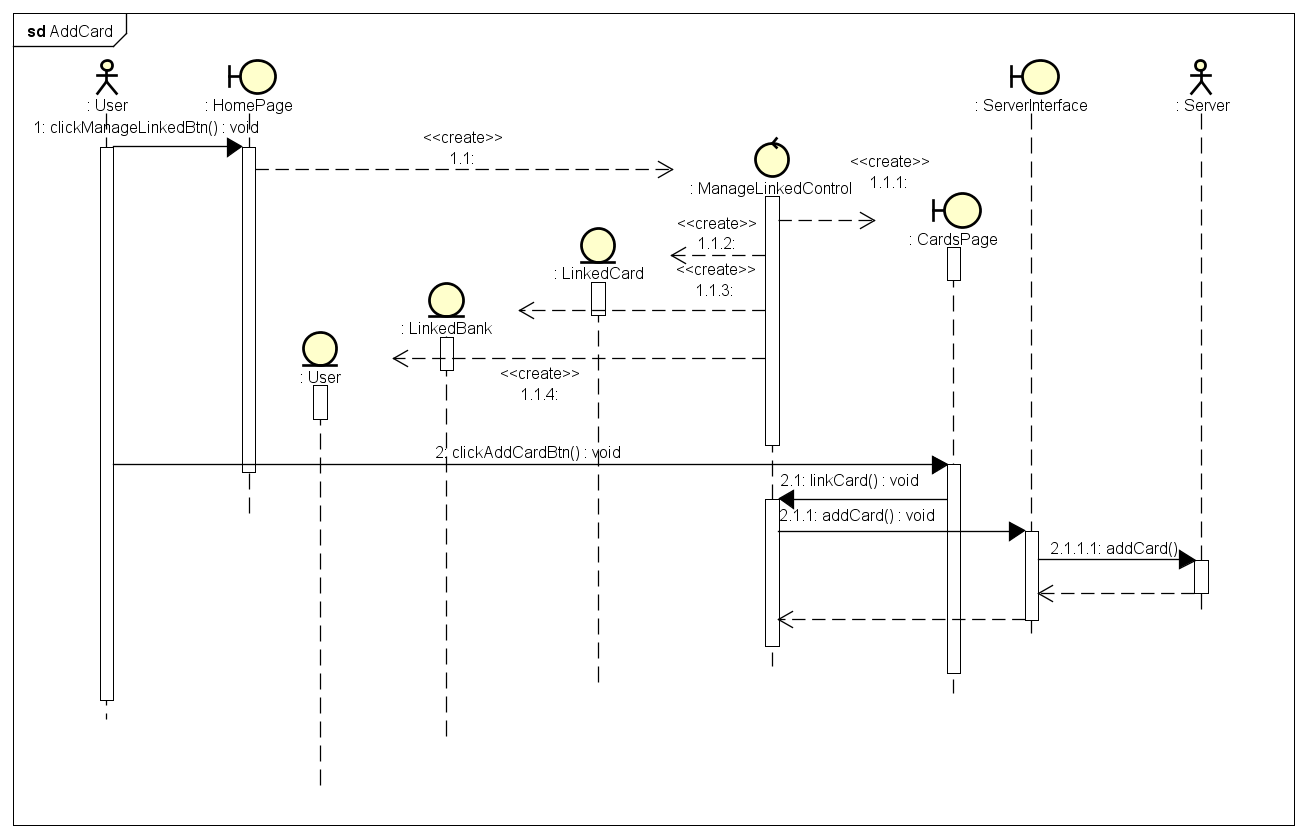 sd AddCard
: User
: HomePage
: ServerInterface
: Server
1: clickManageLinkedBtn() : void
<<create>>
1.1:
<<create>>
1.1.1:
: ManageLinkedControl
<<create>>
1.1.2:
: CardsPage
: LinkedCard
<<create>>
1.1.3:
: LinkedBank
: User
<<create>>
1.1.4:
2: clickAddCardBtn() : void
2.1: linkCard() : void
2.1.1: addCard() : void
2.1.1.1: addCard()